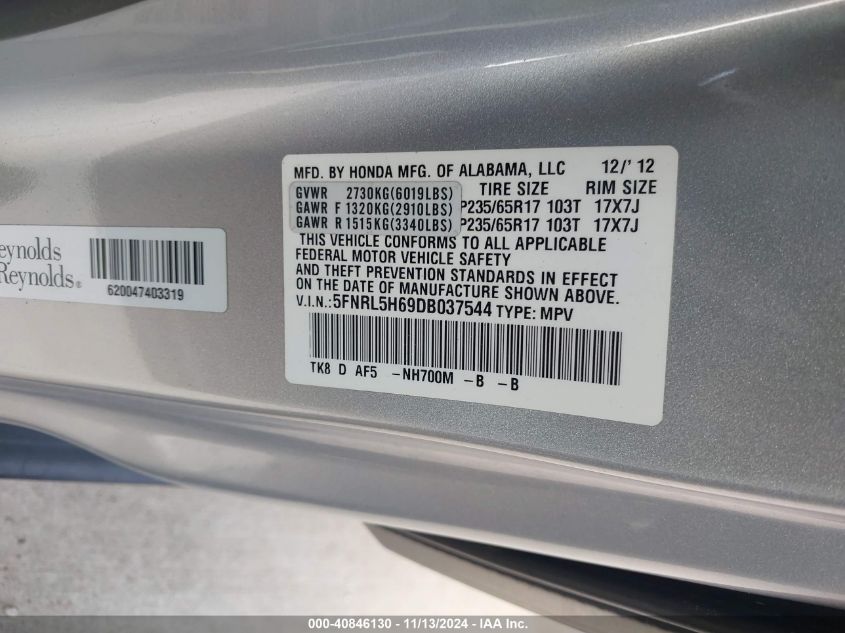 MFD. BY HONDA MFG. OF ALABAMA, LLC 12/' 12
GVWR 2730KG(6019LBS) TIRE SIZE RIM SIZE
GAWR F 1320KG(2910LBS) P235/65R17 103T 17X7J
GAWR R 1515KG(3340LBS) P235/65R17 103T 17X7J
THIS VEHICLE CONFORMS TO ALL APPLICABLE
FEDERAL MOTOR VEHICLE SAFETY
AND THEFT PREVENTION STANDARDS IN EFFECT
ON THE DATE OF MANUFACTURE SHOWN ABOVE.
V.I.N.: 5FNRL5H69DB037544 TYPE: MPV
TK8 D AF5 -NH700M -B -B
eynolds
Reynolds®
620047403319
000-40846130 - 11/13/2024 - IAA Inc.